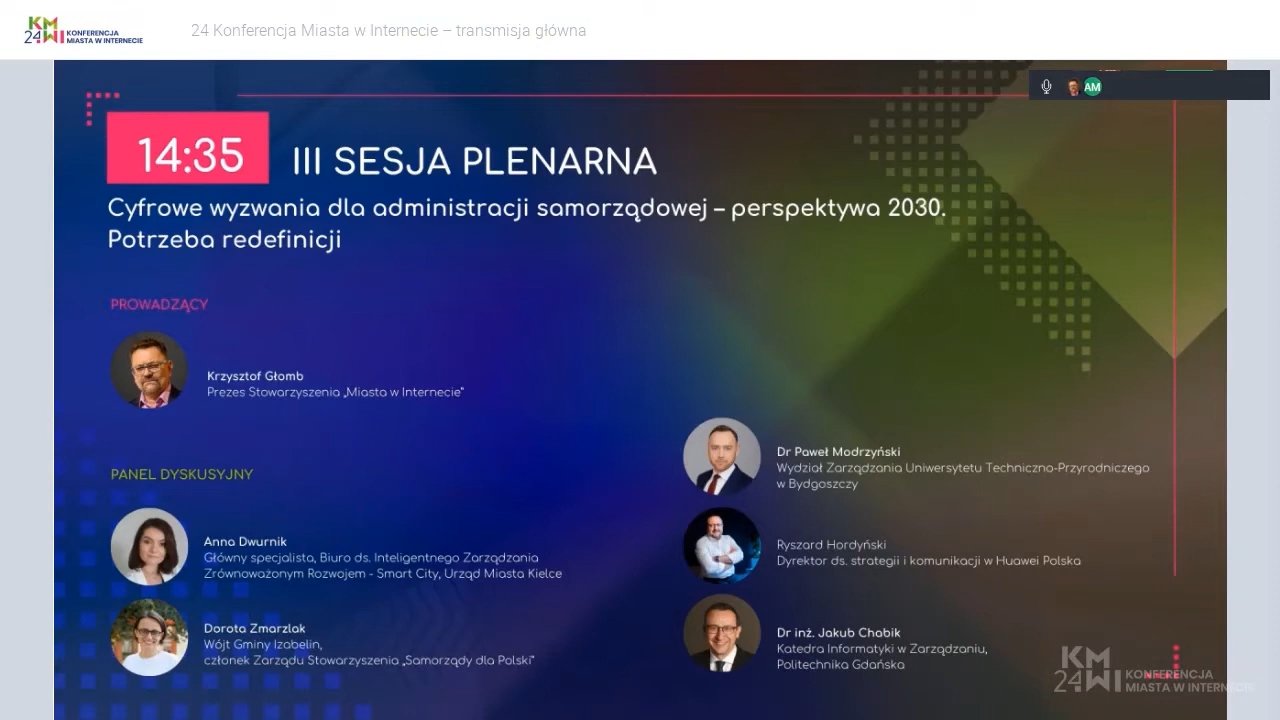 KM
24 WI KONFERENCJA
MIASTA W INTERNECIE
24 Konferencja Miasta w Internecie – transmisja główna
AM
14:35 III SESJA PLENARNA
Cyfrowe wyzwania dla administracji samorządowej – perspektywa 2030.
Potrzeba redefinicji
PROWADZĄCY
Krzysztof Głomb
Prezes Stowarzyszenia „Miasta w Internecie”
PANEL DYSKUSYJNY
Anna Dwurnik
Główny specjalista, Biuro ds. Inteligentnego Zarządzania
Zrównoważonym Rozwojem - Smart City, Urząd Miasta Kielce
Dorota Zmarzlak
Wójt Gminy Izabelin,
członek Zarządu Stowarzyszenia „Samorządy dla Polski”
Dr Paweł Modrzyński
Wydział Zarządzania Uniwersytetu Techniczno-Przyrodniczego
w Bydgoszczy
Ryszard Hordyński
Dyrektor ds. strategii i komunikacji w Huawei Polska
Dr inż. Jakub Chabik
Katedra Informatyki w Zarządzaniu,
Politechnika Gdańska
KM
24 WI KONFERENCJA
MIASTA W INTERNECIE